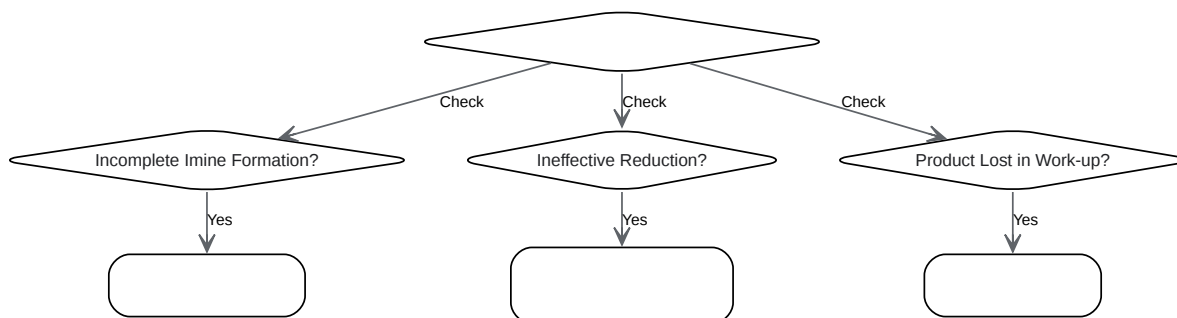 Check
Check
Check
Incomplete Imine Formation?
Ineffective Reduction?
Product Lost in Work-up?
Yes
Yes
Yes